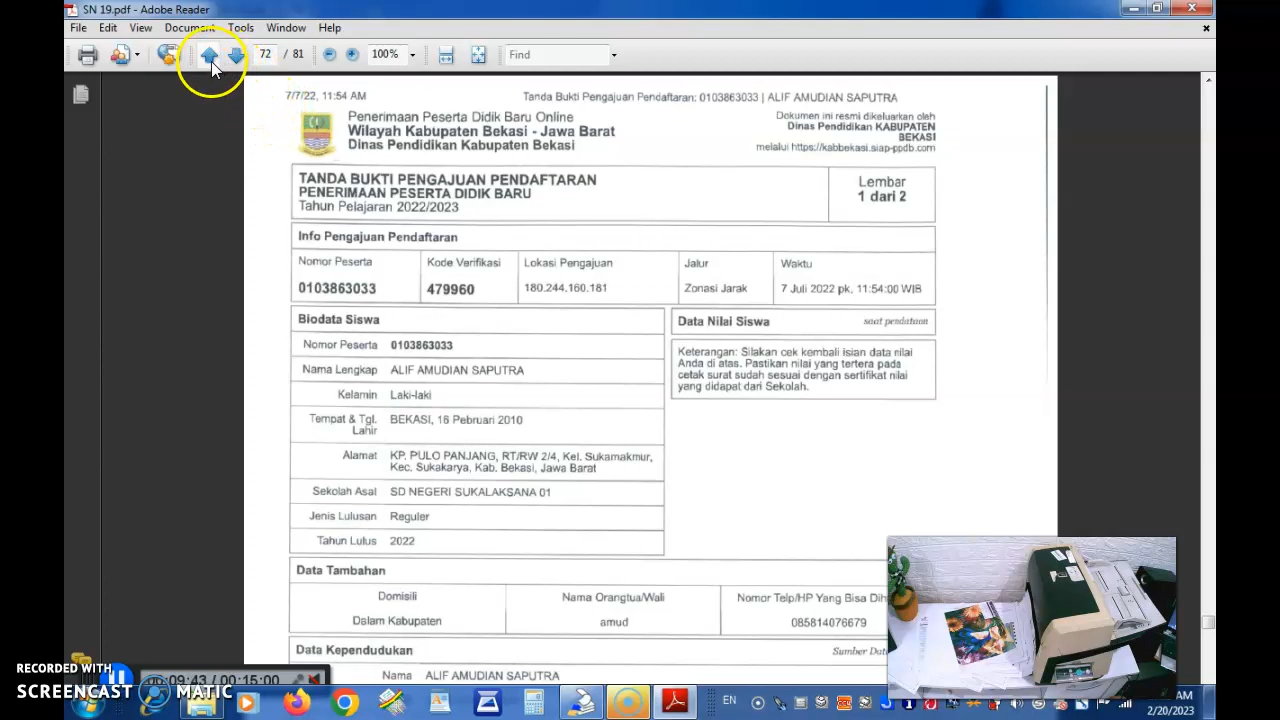 SN 19.pdf - Adobe Reader
File Edit View Document Tools Window Help
72 / 81 100% Find
7/7/22, 11:54 AM Tanda Bukti Pengajuan Pendaftaran: 0103863033 | ALIF AMUDIAN SAPUTRA
Penerimaan Peserta Didik Baru Online
Wilayah Kabupaten Bekasi - Jawa Barat
Dinas Pendidikan Kabupaten Bekasi
Dokumen ini resmi dikeluarkan oleh
Dinas Pendidikan KABUPATEN
BEKASI
melalui https://kabbekasi.siap-ppdb.com
TANDA BUKTI PENGAJUAN PENDAFTARAN
PENERIMAAN PESERTA DIDIK BARU
Tahun Pelajaran 2022/2023
Lembar
1 dari 2
Info Pengajuan Pendaftaran
Nomor Peserta Kode Verifikasi Lokasi Pengajuan Jalur Waktu
0103863033 479960 180.244.160.181 Zonasi Jarak 7 Juli 2022 pk, 11:54:00 WIB
Biodata Siswa
Nomor Peserta 0103863033
Nama Lengkap ALIF AMUDIAN SAPUTRA
Kelamin Laki-laki
Tempat & Tgl. BEKASI, 16 Pebruari 2010
Lahir
Alamat KP. PULO PANJANG, RT/RW 2/4, Kel. Sukamakmur,
Kec. Sukakarya, Kab. Bekasi, Jawa Barat
Sekolah Asal SD NEGERI SUKALAKSANA 01
Jenis Lulusan Reguler
Tahun Lulus 2022
Data Nilai Siswa saat pendataan
Keterangan: Silakan cek kembali isian data nilai
Anda di atas. Pastikan nilai yang tertera pada
cetak surat sudah sesuai dengan sertifikat nilai
yang didapat dari Sekolah.
Data Tambahan
Domisili Nama Orangtua/Wali Nomor Telp/HP Yang Bisa
Dalam Kabupaten amud 085814076679
Data Kependudukan Sumber
Nama ALIF AMUDIAN SAPUTRA
RECORDED WITH
SCREENCAST MATIC
09:43 / 00:15:00
EN
AM
2/20/2023